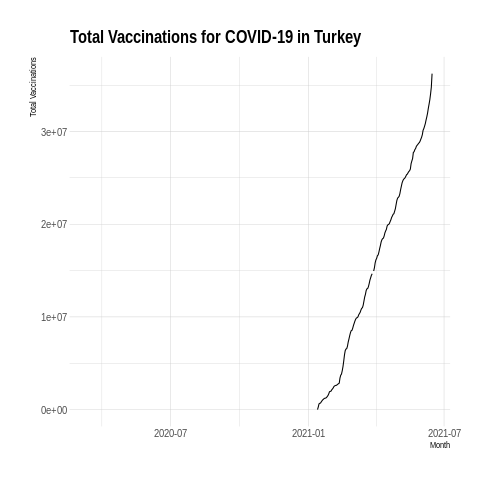 Total Vaccinations for COVID-19 in Turkey
Total Vaccinations
3e+07
2e+07
1e+07
0e+00
2020-07
2021-01
2021-07
Month